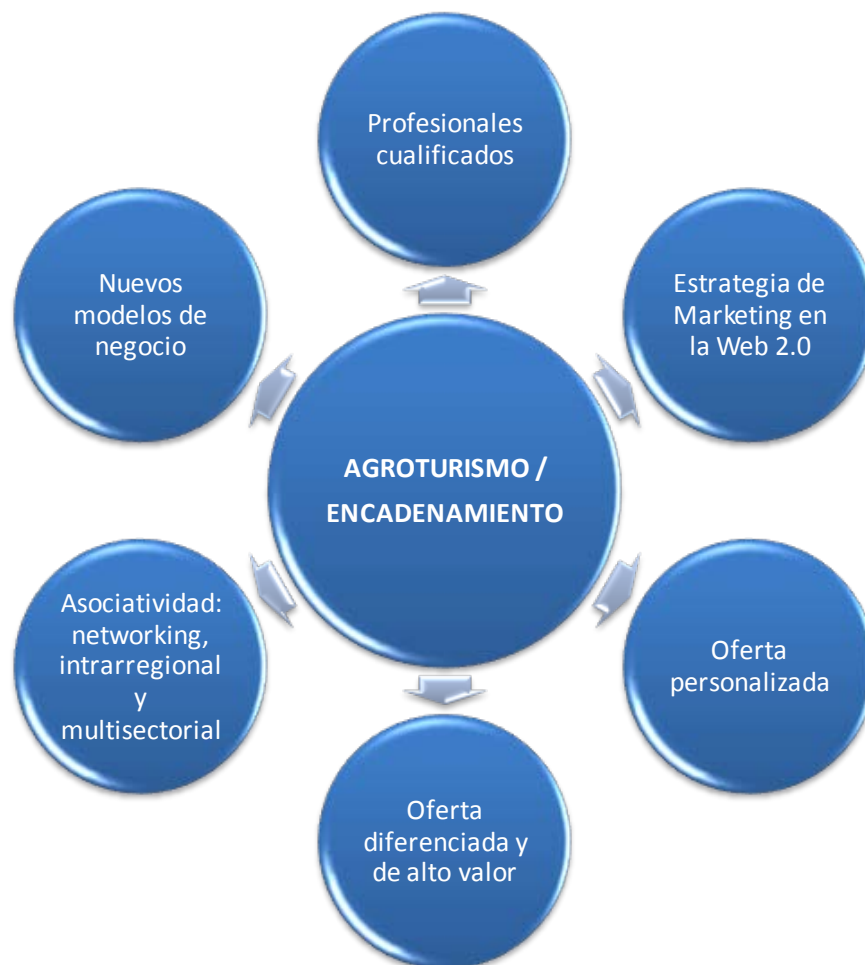 Profesionales
cualificados
Nuevos
modelos de
negocio
Estrategia de
Marketing en
la Web 2.0
AGROTURISMO /
ENCADENAMIENTO
Asociatividad:
networking,
intrarregional
y
multisectorial
Oferta
personalizada
Oferta
diferenciada y
de alto valor